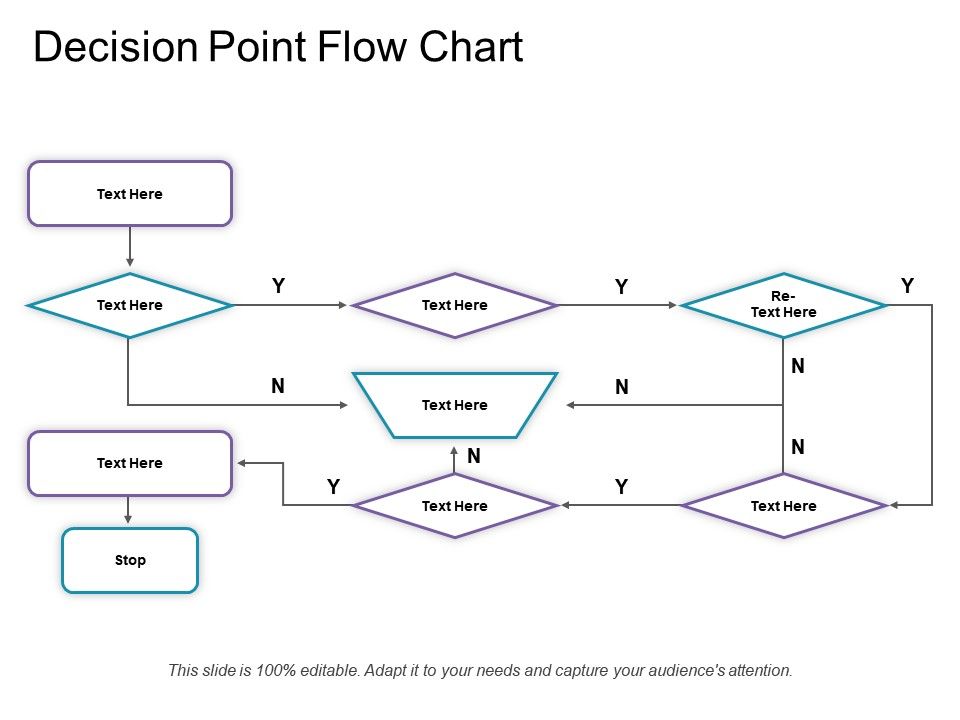 Decision Point Flow Chart
Text Here
Y
Y
Y
Text Here
Text Here
Re-
Text Here
N
N
N
Text Here
N
N
Text Here
Y
Y
Text Here
Text Here
Stop
This slide is 100% editable. Adapt it to your needs and capture your audience's attention.